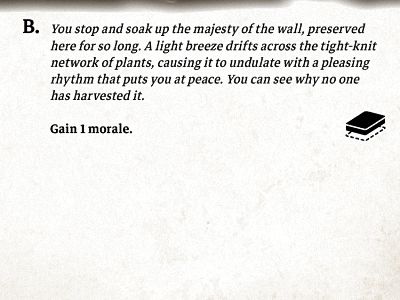 B. You stop and soak up the majesty of the wall, preserved
here for so long. A light breeze drifts across the tight-knit
network of plants, causing it to undulate with a pleasing
rhythm that puts you at peace. You can see why no one
has harvested it.
Gain 1 morale.